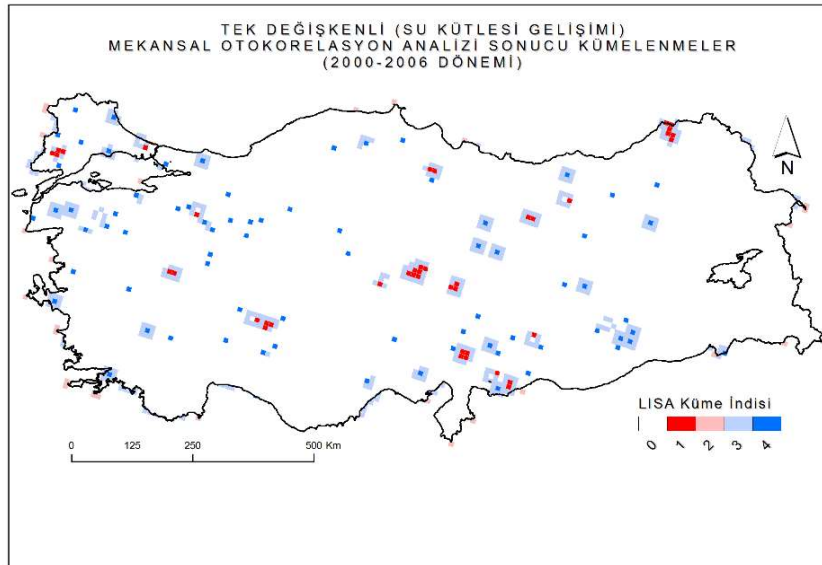 TEK DEĞİŞKENLİ (SU KÜTLESİ GELİŞİMİ)
MEKANSAL OTOKORELASYON ANALİZİ SONUCU KÜMELENMELER
(2000-2006 DÖNEMİ)
N
LISA Küme İndisi
0 1 2 3 4
0 125 250 500 Km